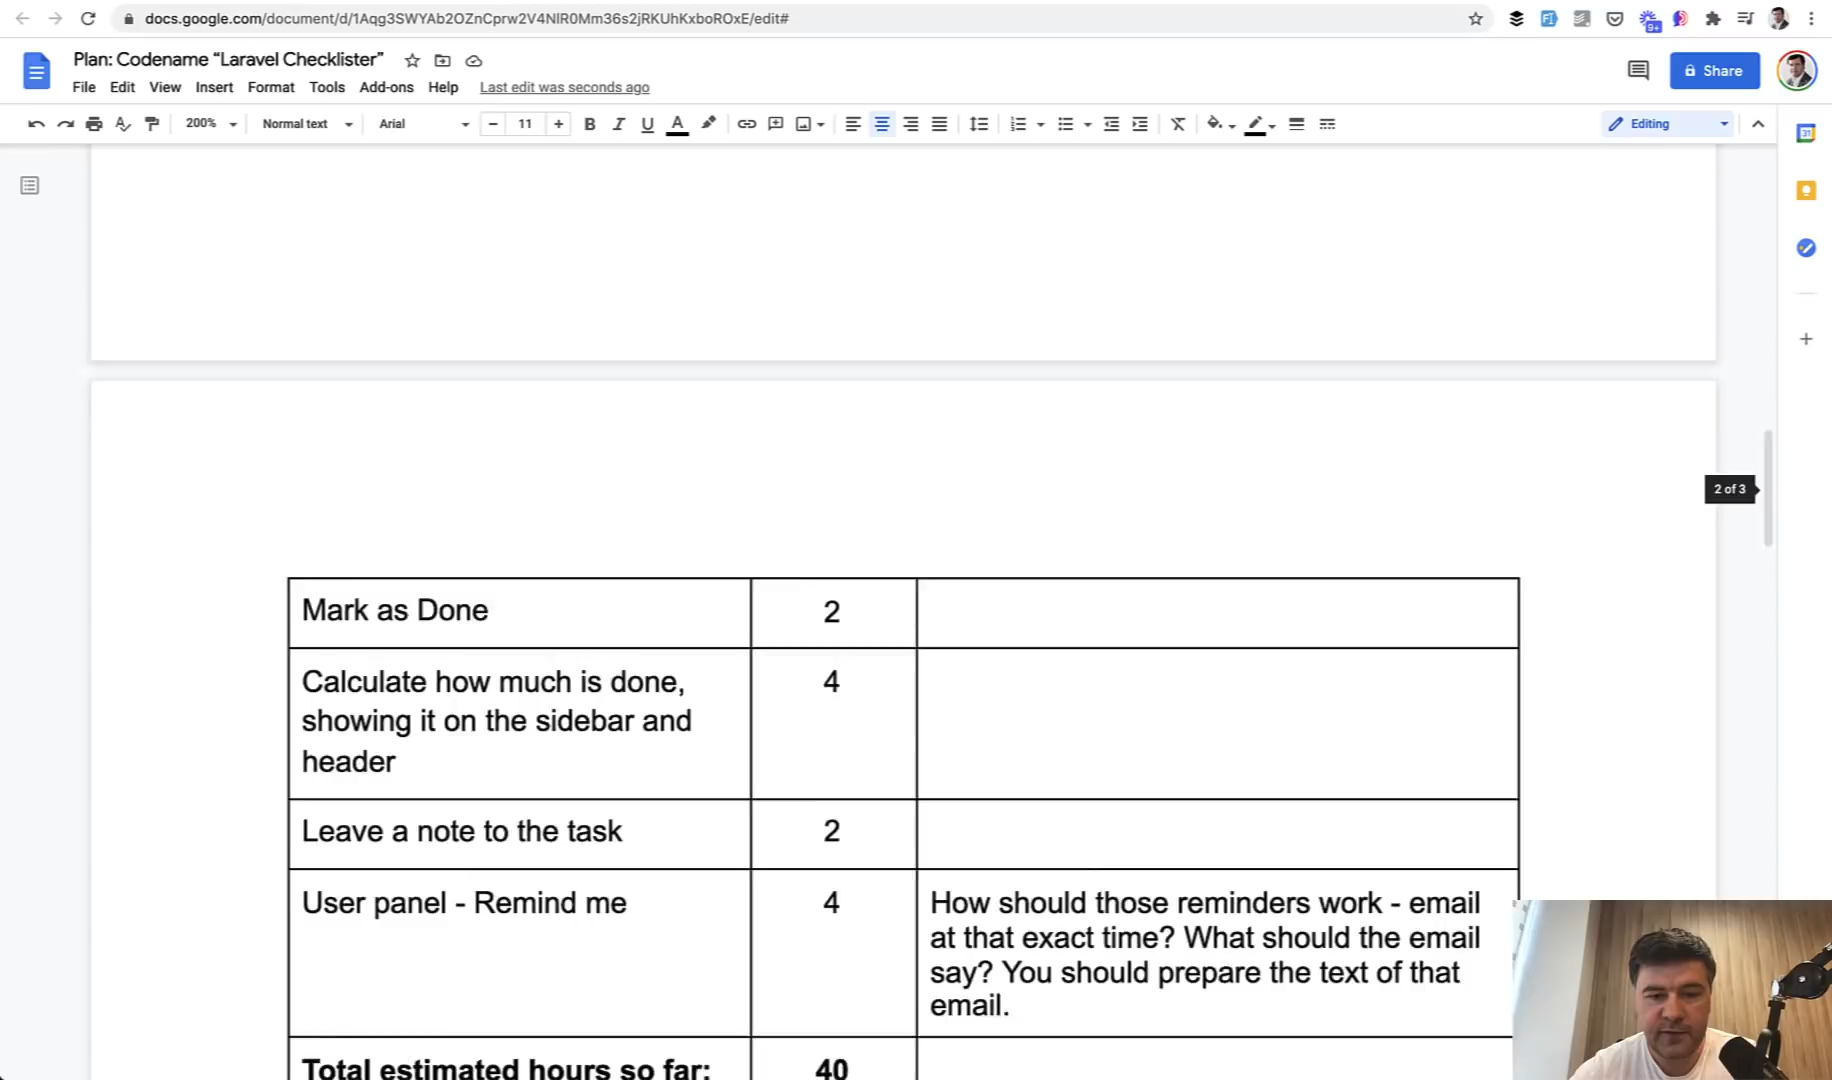 docs.google.com/document/d/1Aqg3SWYAb2OZnCprw2V4NlR0Mm36s2jRKUhKxboROxE/edit#
9+
Plan: Codename “Laravel Checklister”
File Edit View Insert Format Tools Add-ons Help Last edit was seconds ago
Share
200% Normal text Arial 11 B I U A Editing
31
2 of 3
Mark as Done 2
Calculate how much is done, 4
showing it on the sidebar and
header
Leave a note to the task 2
User panel - Remind me 4 How should those reminders work - email
at that exact time? What should the email
say? You should prepare the text of that
email.
Total estimated hours so far: 40